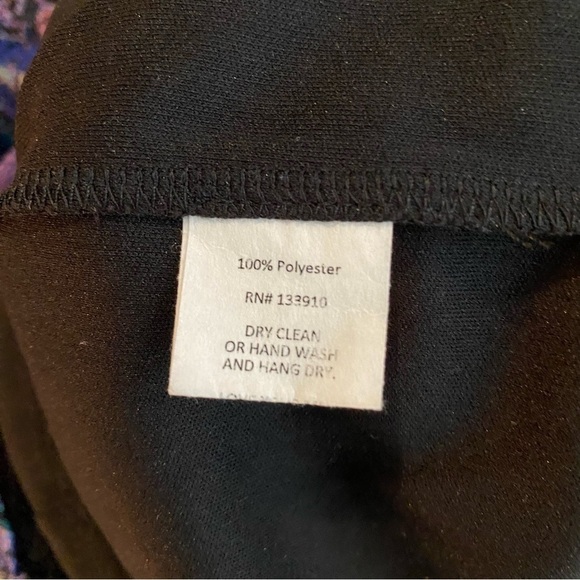 100% Polyester
RN# 133910
DRY CLEAN
OR HAND WASH
AND HANG DRY.